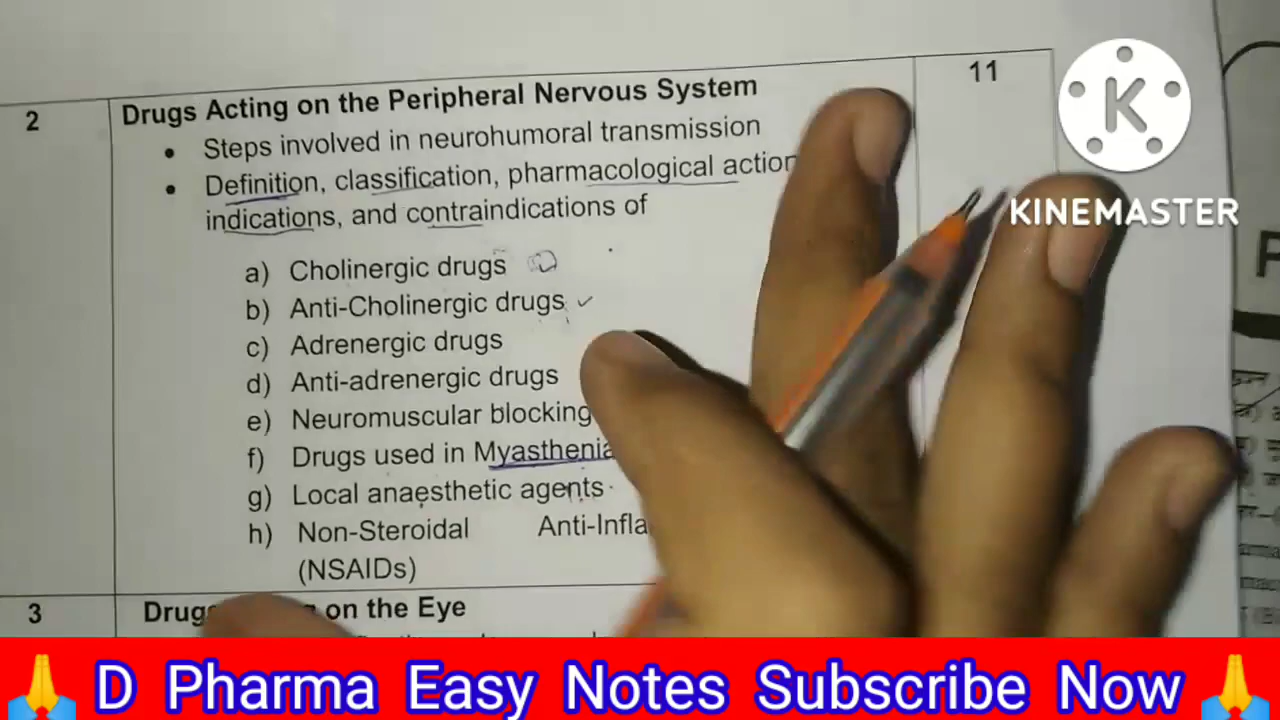 2
Drugs Acting on the Peripheral Nervous System
11
• Steps involved in neurohumoral transmission
• Definition, classification, pharmacological action
indications, and contraindications of
a) Cholinergic drugs
b) Anti-Cholinergic drugs
c) Adrenergic drugs
d) Anti-adrenergic drugs
e) Neuromuscular blocking
f) Drugs used in Myasthenia
g) Local anaesthetic agents
h) Non-Steroidal Anti-Infla
(NSAIDs)
3
Drugs on the Eye
K
KINEMASTER
D Pharma Easy Notes Subscribe Now